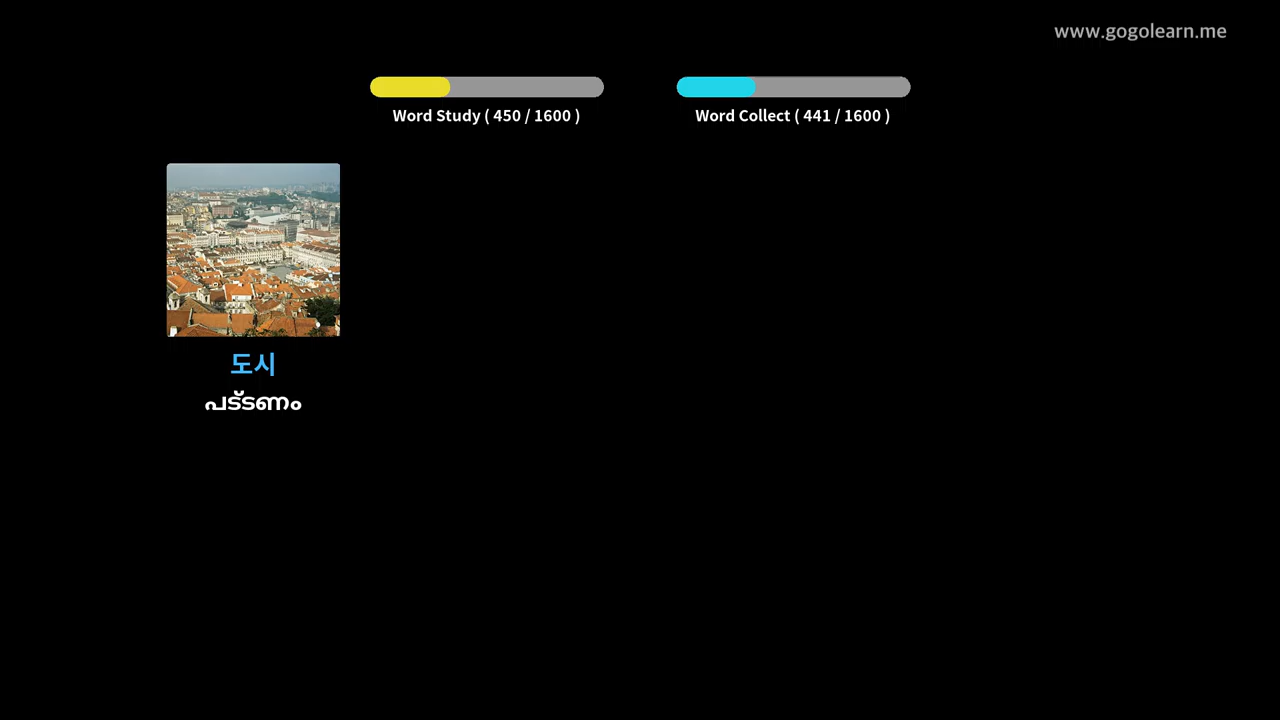 www.gogolearn.me
Word Study ( 450 / 1600 )
Word Collect ( 441 / 1600 )
도시
പട്ടണം